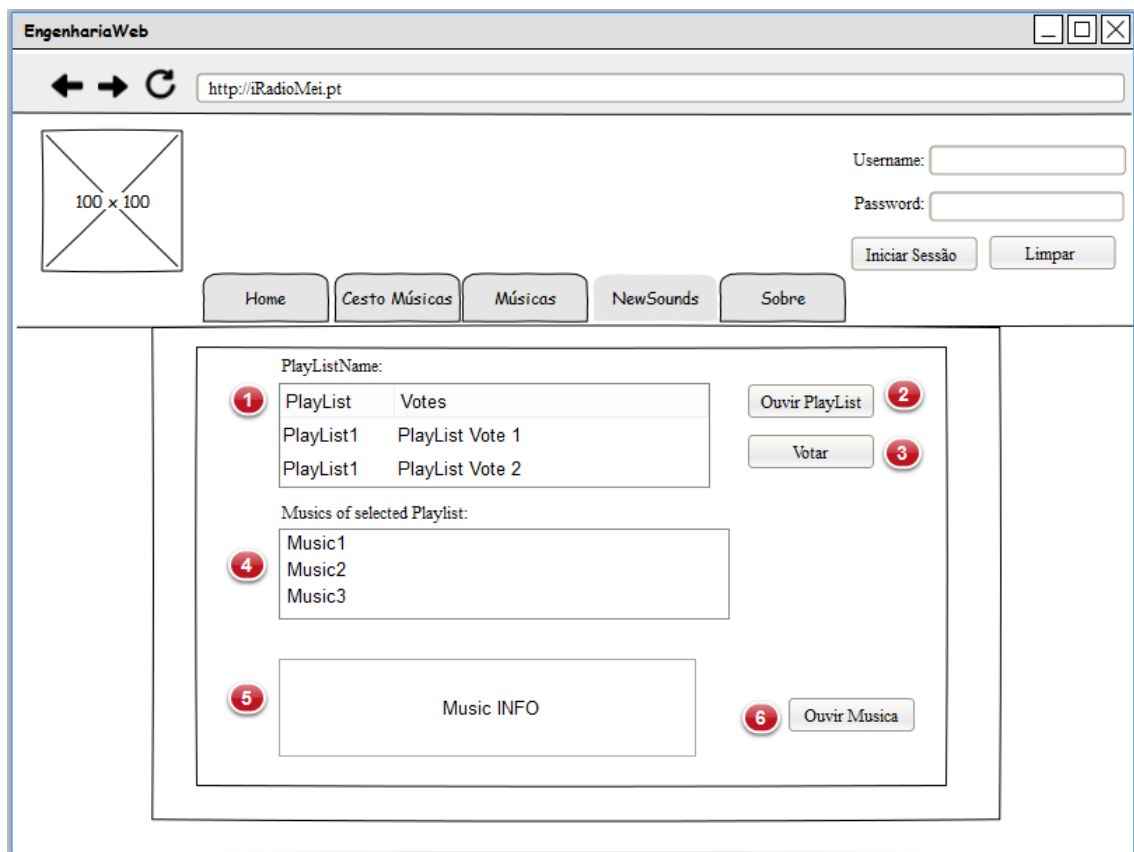 EngenhariaWeb
http://iRadioMei.pt
100 x 100
Username:
Password:
Iniciar Sessão Limpar
Home Cesto Músicas Músicas NewSounds Sobre
PlayListName:
1 PlayList Votes Ouvir PlayList 2
PlayList1 PlayList Vote 1
Votar 3
PlayList1 PlayList Vote 2
Musics of selected Playlist:
Music1
4 Music2
Music3
5 Music INFO 6 Ouvir Musica